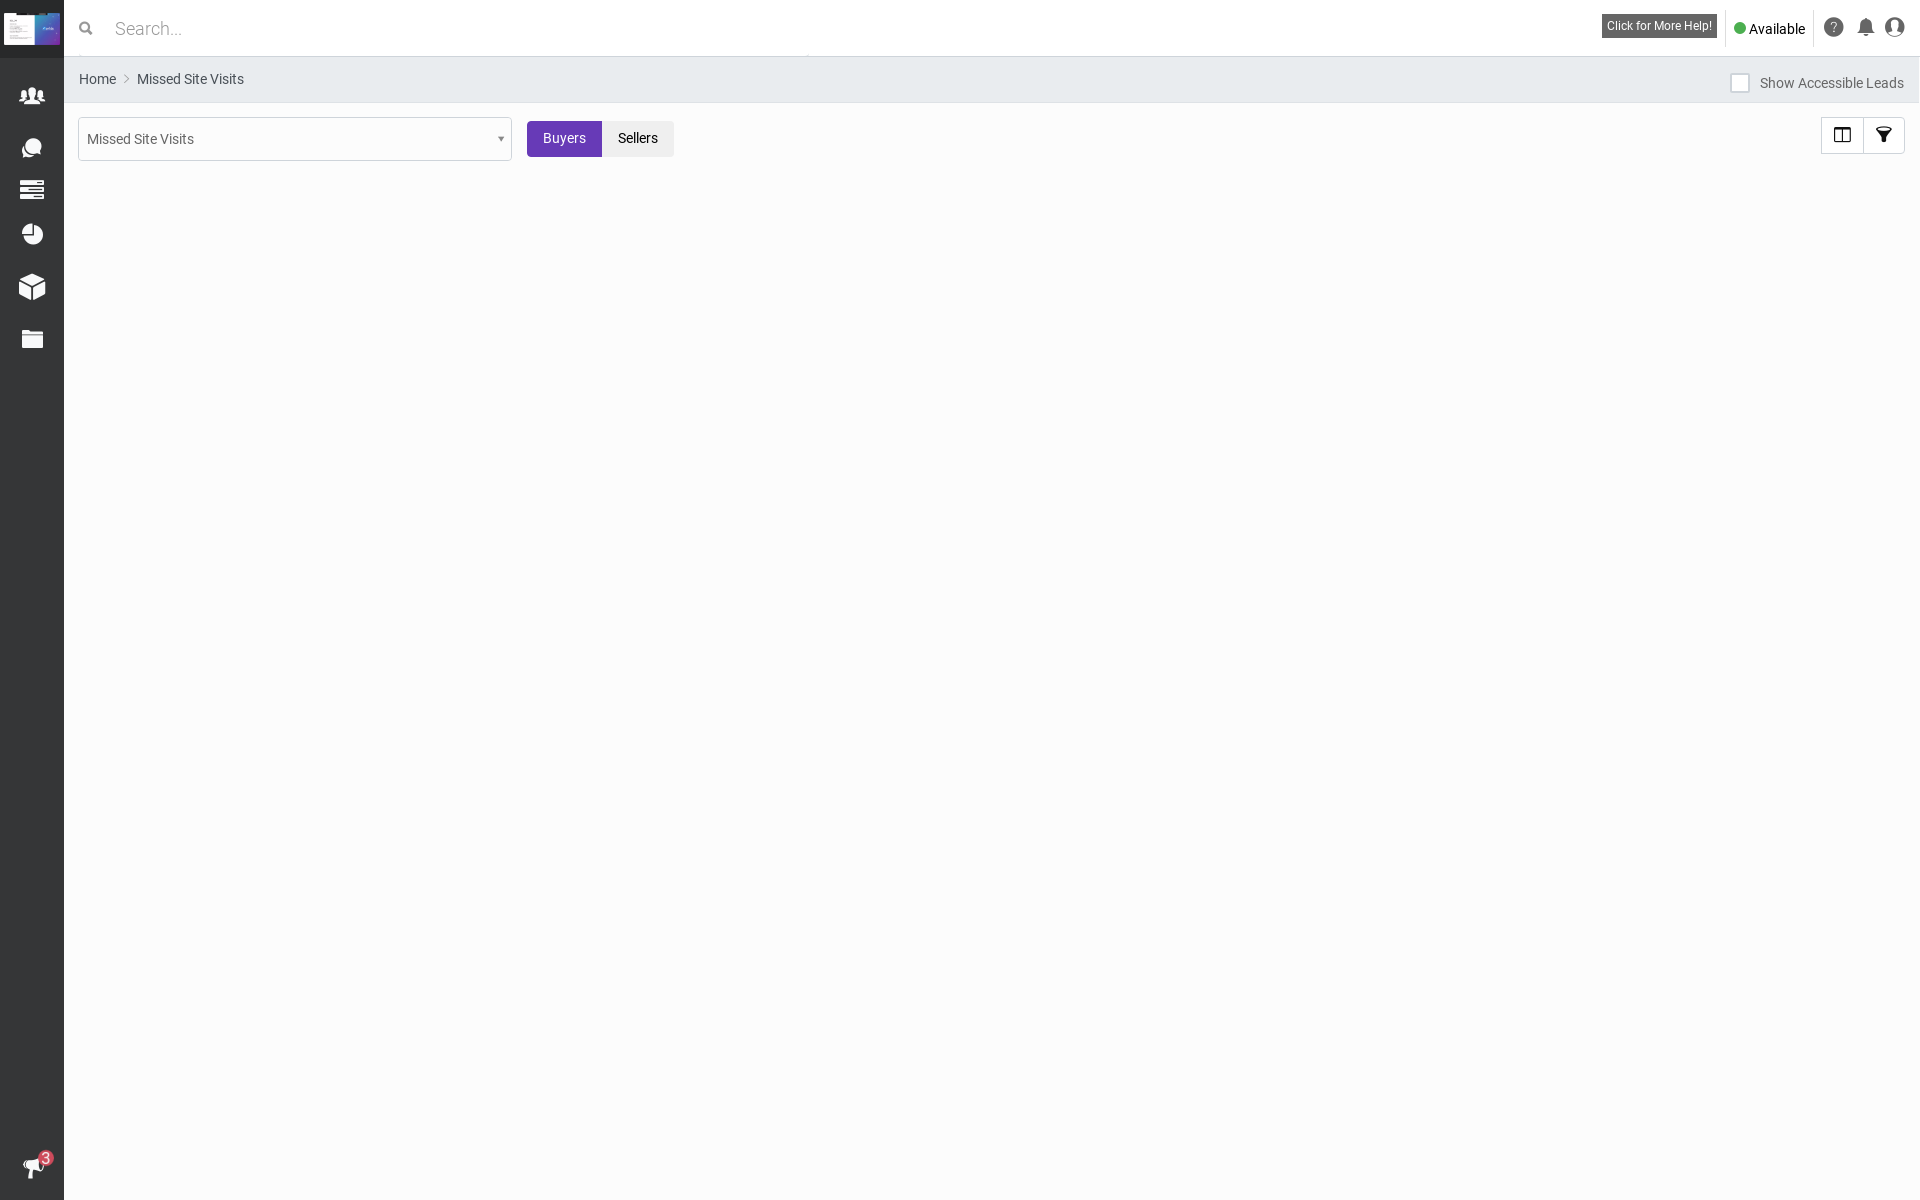 Search...
Click for More Help!
Available
Home
Missed Site Visits
Show Accessible Leads
Missed Site Visits
Buyers
Sellers
3